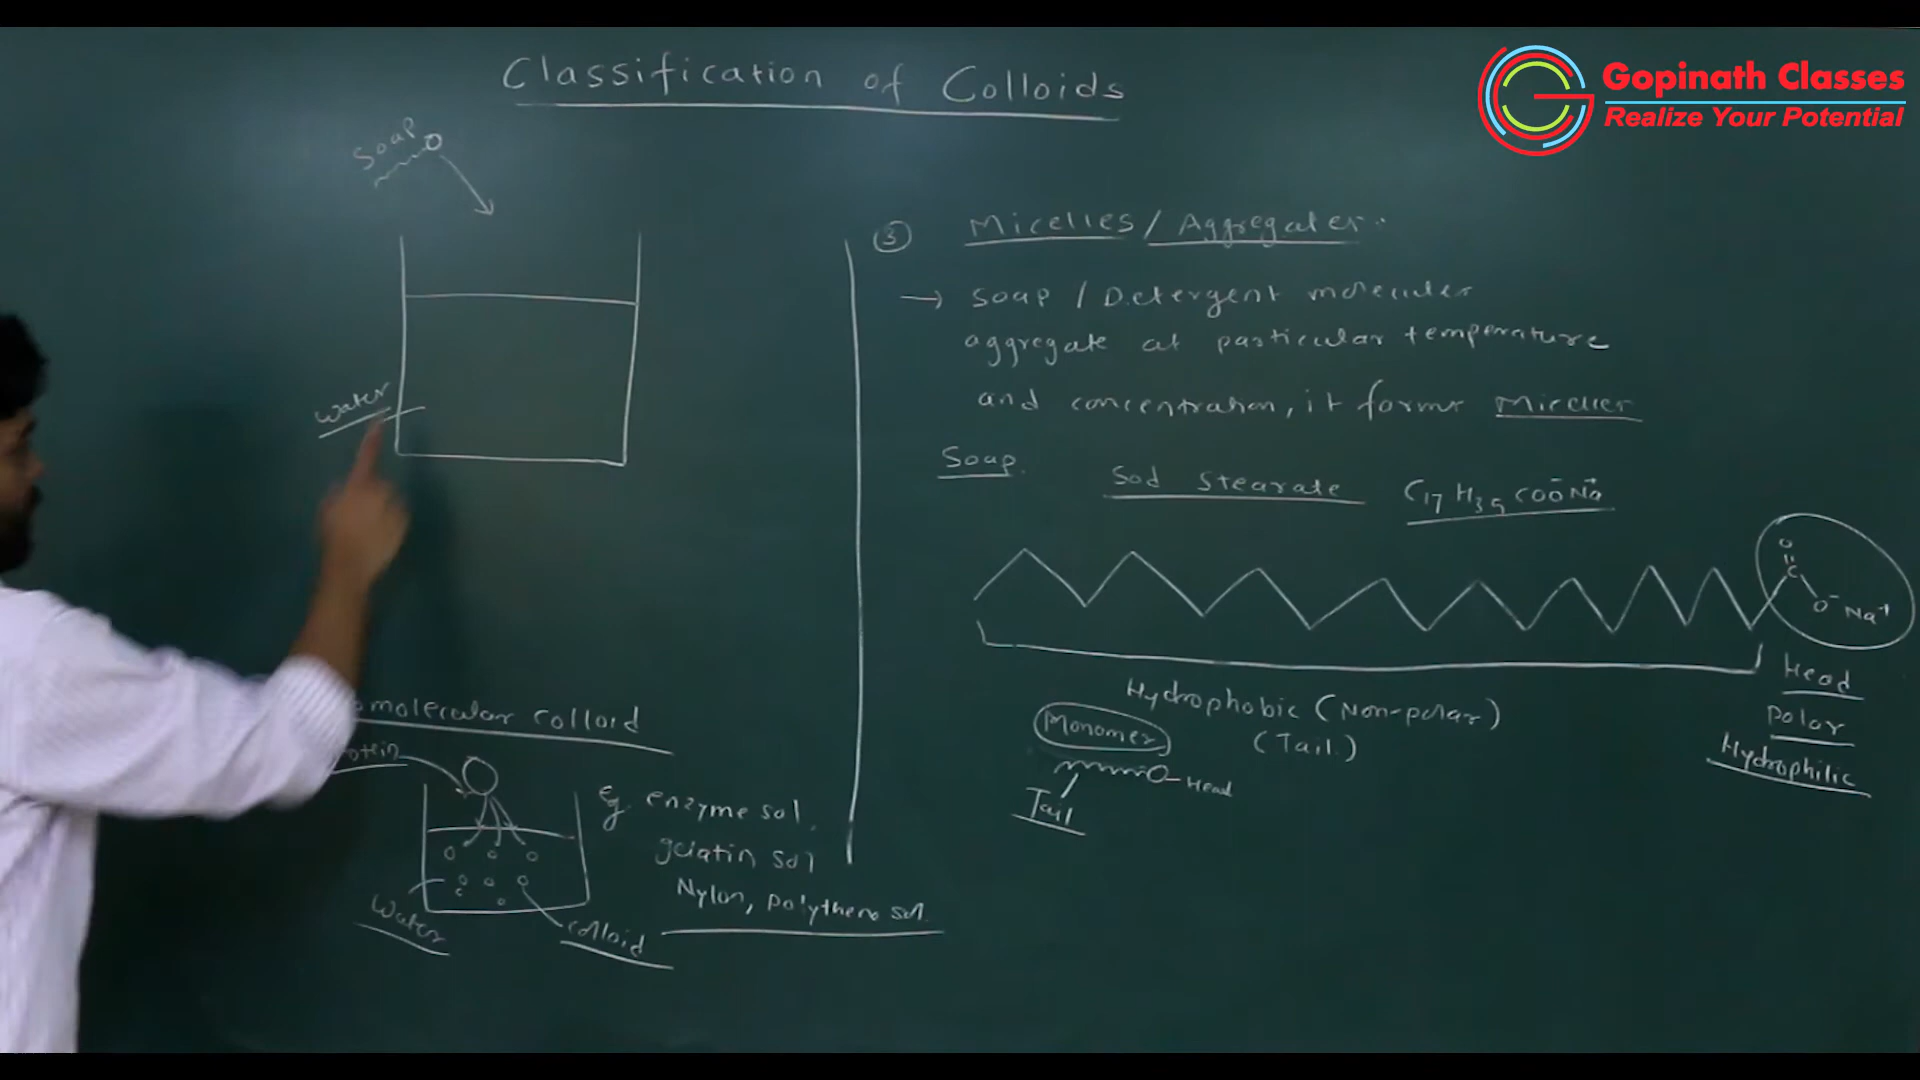 Classification of Colloids
Gopinath Classes
Realize Your Potential
Soap
Water
omolecular colloid
otein
Eg enzyme sol.
gelatin sol
Nylon, polythene sol.
Water
colloid
③ Micelles / Aggregates.
→ Soap / Detergent molecules
aggregate at particular temperature
and concentration, it forms Micelles
Soap.
Sod Stearate C17 H35 COO⁻Na⁺
O
C
O⁻ Na⁺
Head
Polar
Hydrophilic
Hydrophobic (Non-polar)
(Tail.)
Monomer
Head
Tail